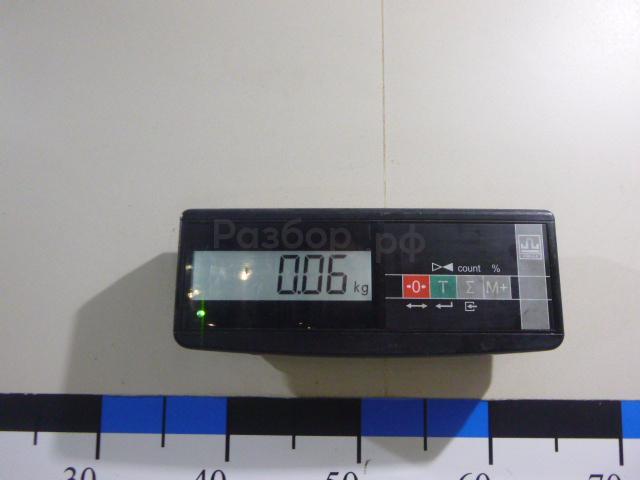 Разбор.рф
count %
0.06 kg
→0← T Σ M+
30 40 50 60 70